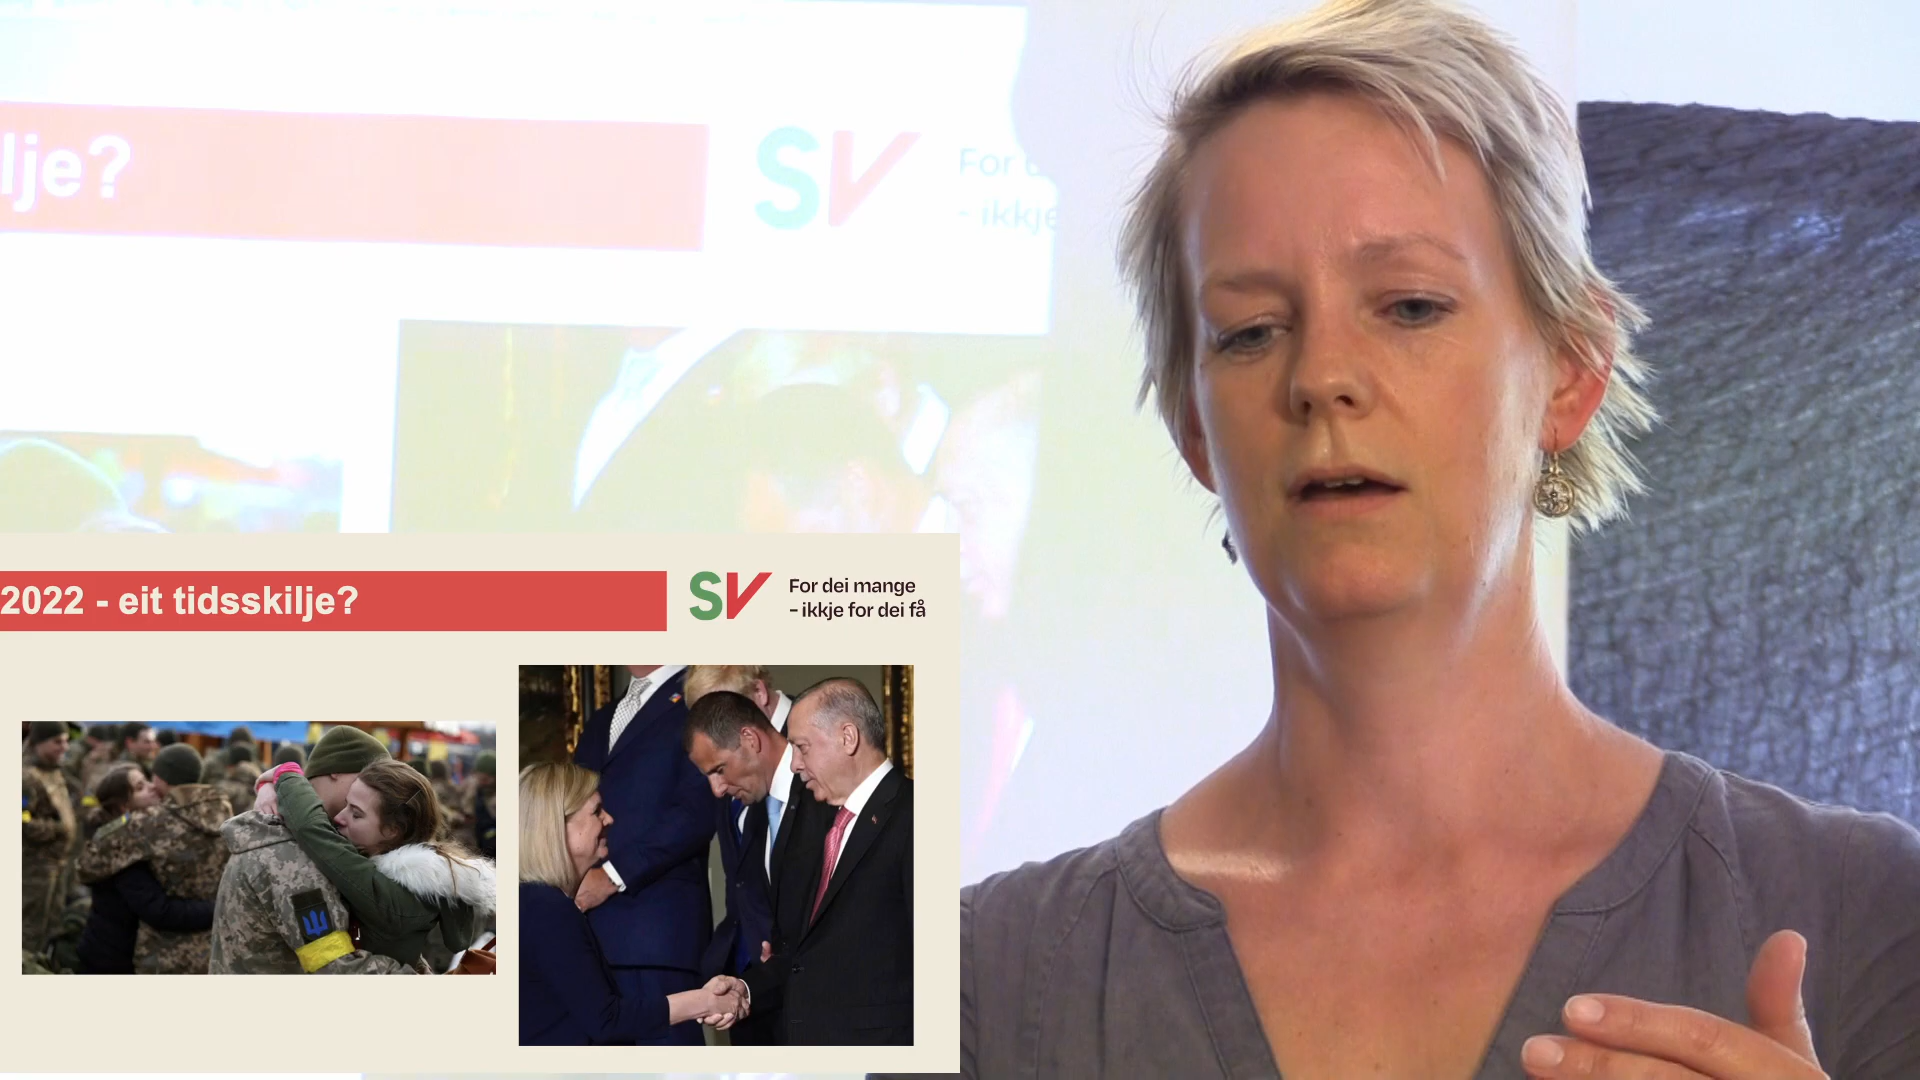 lje?
SV
For
- ikkje
2022 - eit tidsskilje?
SV
For dei mange
– ikkje for dei få